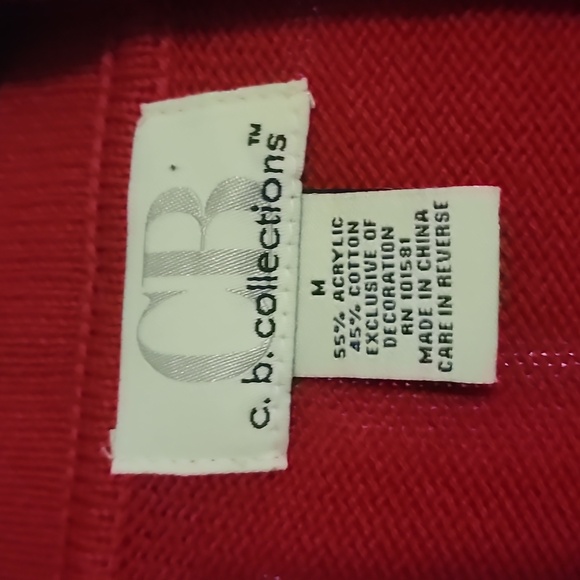 CB
c. b. collections™
M
55% ACRYLIC
45% COTTON
EXCLUSIVE OF
DECORATION
RN 101581
MADE IN CHINA
CARE IN REVERSE